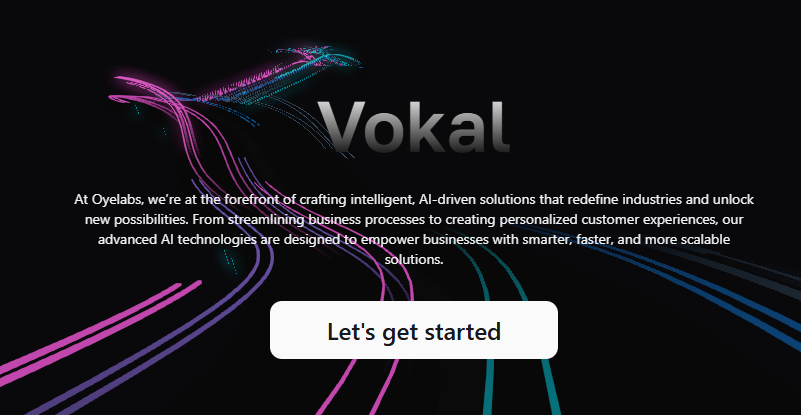 Vokal
At Oyelabs, we’re at the forefront of crafting intelligent, AI-driven solutions that redefine industries and unlock
new possibilities. From streamlining business processes to creating personalized customer experiences, our
advanced AI technologies are designed to empower businesses with smarter, faster, and more scalable
solutions.
Let's get started